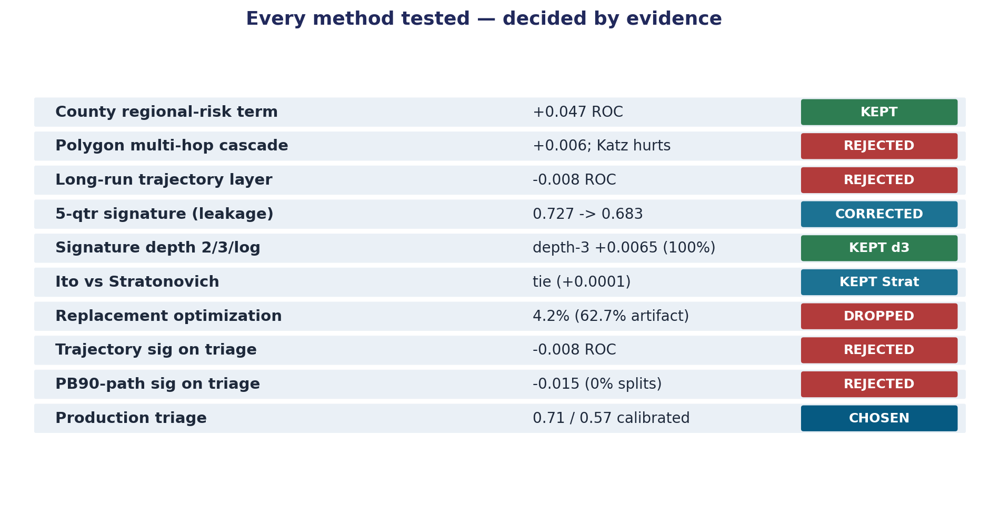 Every method tested — decided by evidence
County regional-risk term +0.047 ROC KEPT
Polygon multi-hop cascade +0.006; Katz hurts REJECTED
Long-run trajectory layer -0.008 ROC REJECTED
5-qtr signature (leakage) 0.727 -> 0.683 CORRECTED
Signature depth 2/3/log depth-3 +0.0065 (100%) KEPT d3
Ito vs Stratonovich tie (+0.0001) KEPT Strat
Replacement optimization 4.2% (62.7% artifact) DROPPED
Trajectory sig on triage -0.008 ROC REJECTED
PB90-path sig on triage -0.015 (0% splits) REJECTED
Production triage 0.71 / 0.57 calibrated CHOSEN